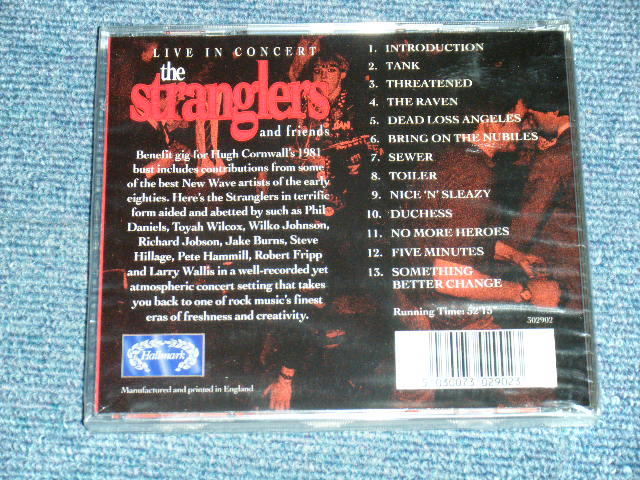 LIVE IN CONCERT
the
stranglers
and friends
Benefit gig for Hugh Cornwall's 1981
bust includes contributions from some
of the best New Wave artists of the early
eighties. Here's the Stranglers in terrific
form aided and abetted by such as Phil
Daniels, Toyah Wilcox, Wilko Johnson,
Richard Jobson, Jake Burns, Steve
Hillage, Pete Hammill, Robert Fripp
and Larry Wallis in a well-recorded yet
atmospheric concert setting that takes
you back to one of rock music's finest
eras of freshness and creativity.
Hallmark
Manufactured and printed in England
1. INTRODUCTION
2. TANK
3. THREATENED
4. THE RAVEN
5. DEAD LOSS ANGELES
6. BRING ON THE NUBILES
7. SEWER
8. TOILER
9. NICE 'N' SLEAZY
10. DUCHESS
11. NO MORE HEROES
12. FIVE MINUTES
13. SOMETHING
BETTER CHANGE
Running Time: 52'15
302902
5 030073 029023